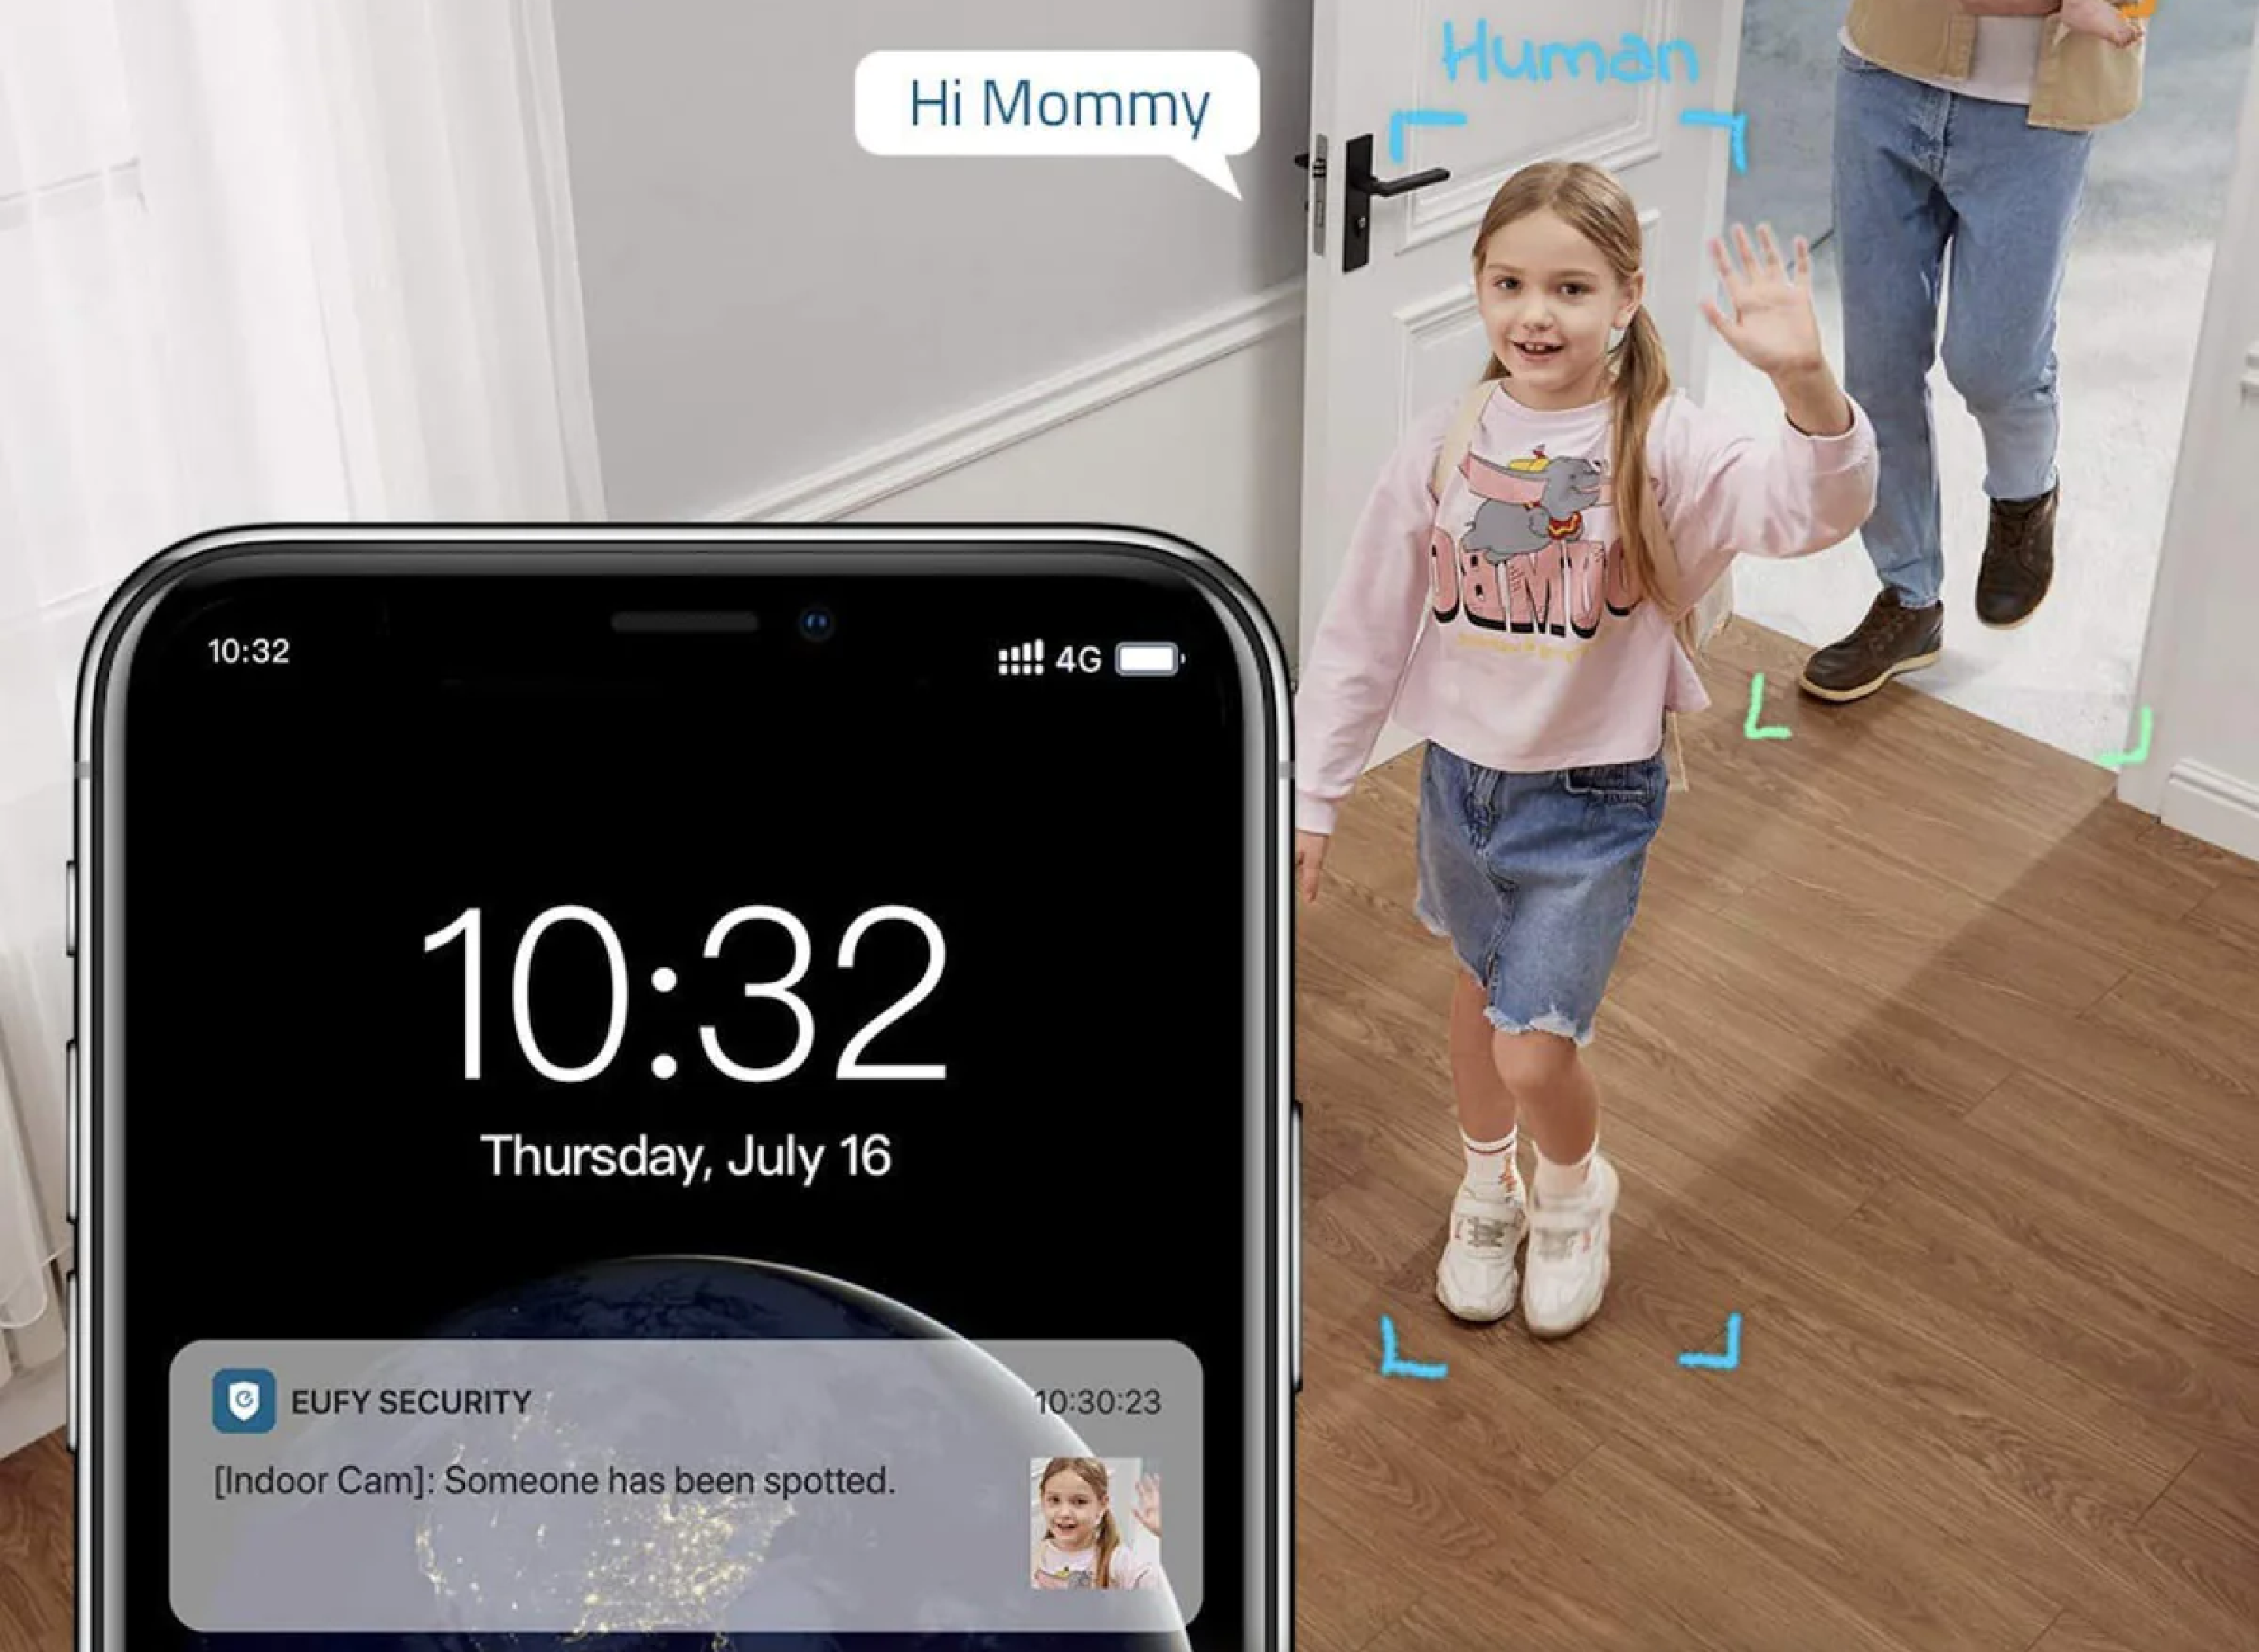 Human
Hi Mommy
10:32
4G
10:32
Thursday, July 16
EUFY SECURITY
10:30:23
[Indoor Cam]: Someone has been spotted.